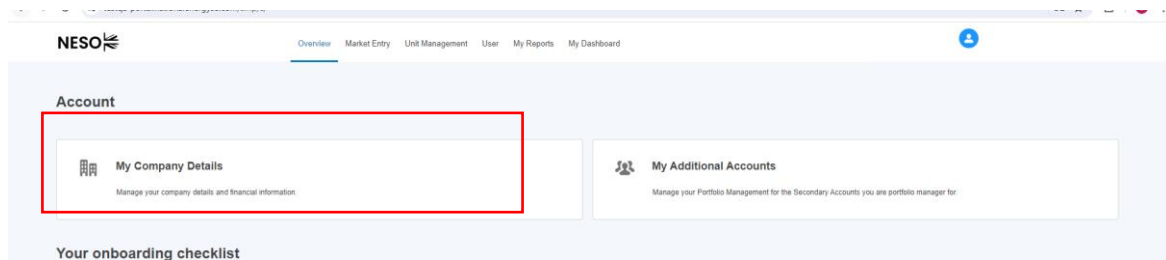 NESO
Overview Market Entry Unit Management User My Reports My Dashboard
Account
My Company Details
Manage your company details and financial information.
My Additional Accounts
Manage your Portfolio Management for the Secondary Accounts you are portfolio manager for.
Your onboarding checklist